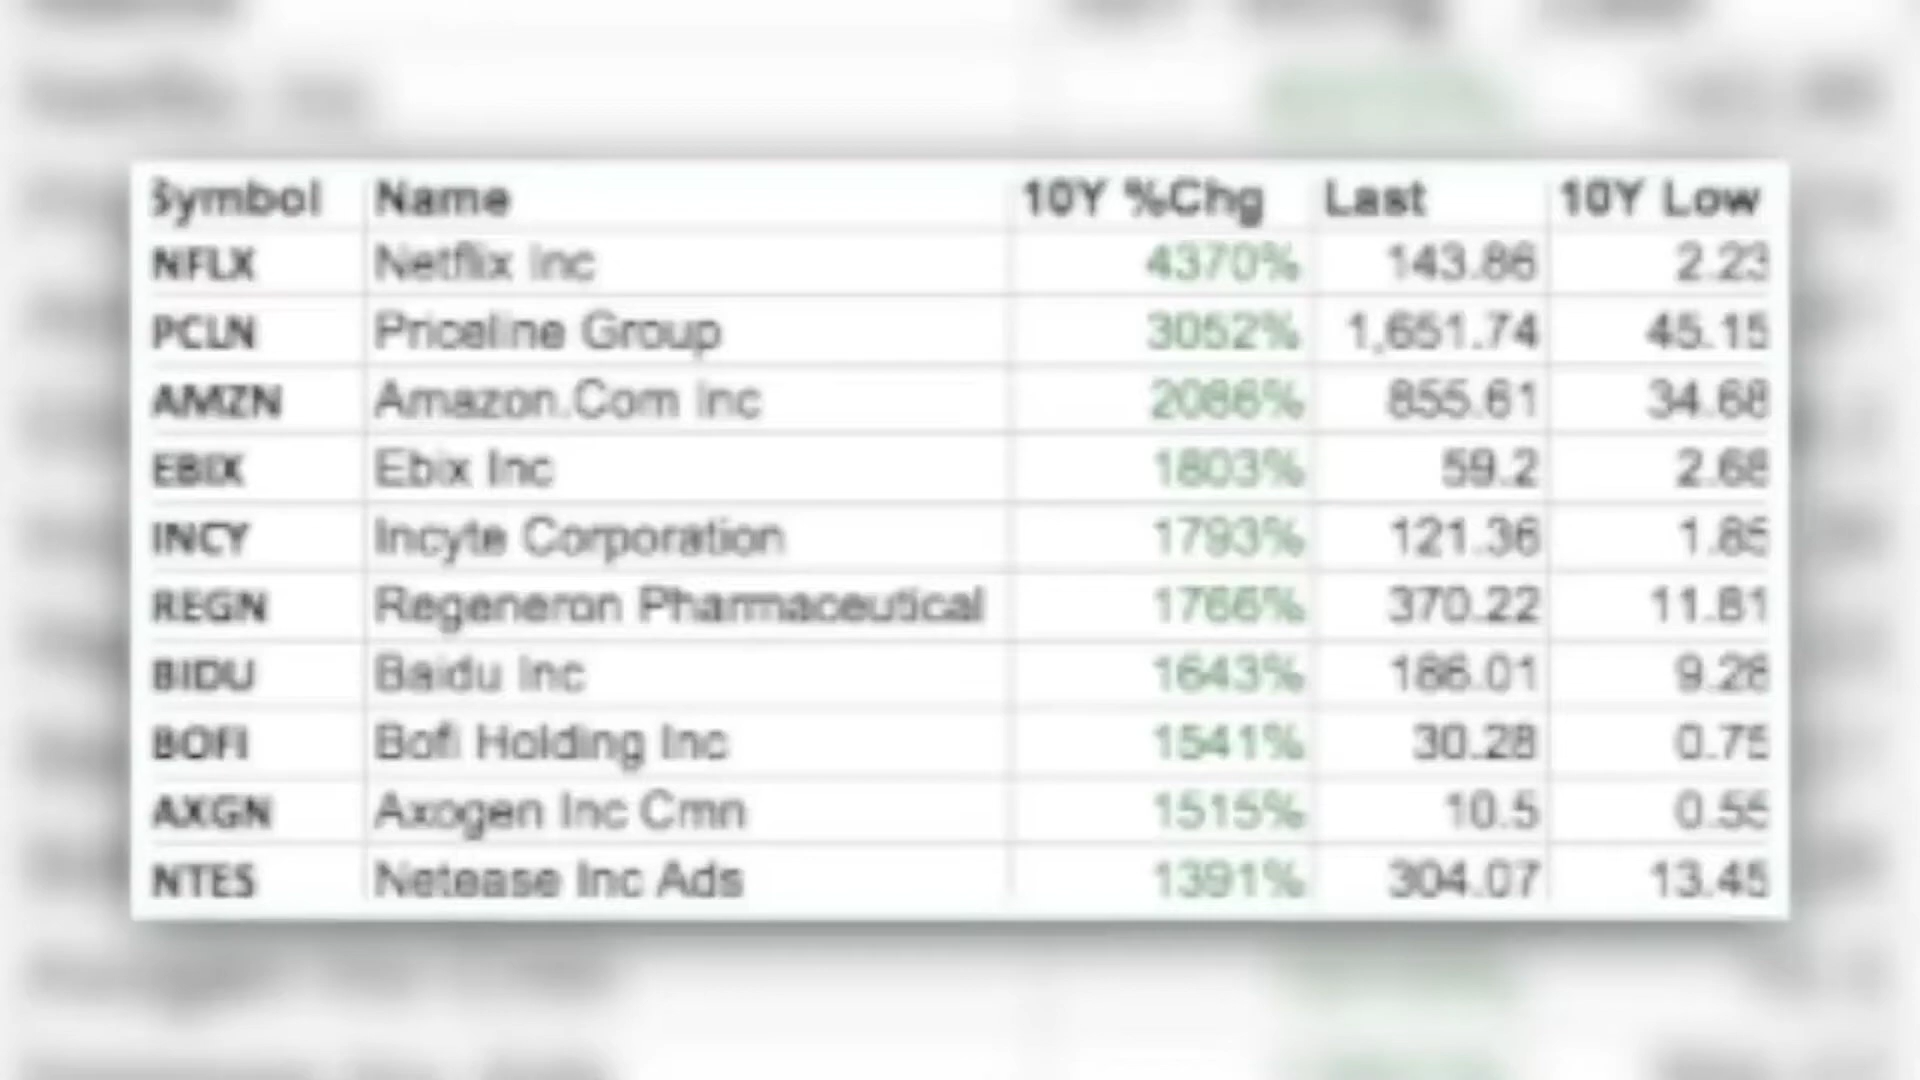 Symbol Name 10Y %Chg Last 10Y Low
NFLX Netflix Inc 4370% 143.86 2.23
PCLN Priceline Group 3052% 1,651.74 45.15
AMZN Amazon.Com Inc 2086% 855.61 34.68
EBIX Ebix Inc 1803% 59.2 2.68
INCY Incyte Corporation 1793% 121.36 1.85
REGN Regeneron Pharmaceutical 1766% 370.22 11.81
BIDU Baidu Inc 1643% 186.01 9.28
BOFI Bofi Holding Inc 1541% 30.28 0.75
AXGN Axogen Inc Cmn 1515% 10.5 0.55
NTES Netease Inc Ads 1391% 304.07 13.45